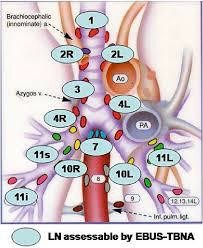 1
Brachiocephalic
(innominate) a.
2R
2L
Ao
3
Azygos v.
4R
4L
PA
7
11s
11L
10R
8
10L
11i
9
12,13,14L
Inf. pulm. ligt.
LN assessable by EBUS-TBNA